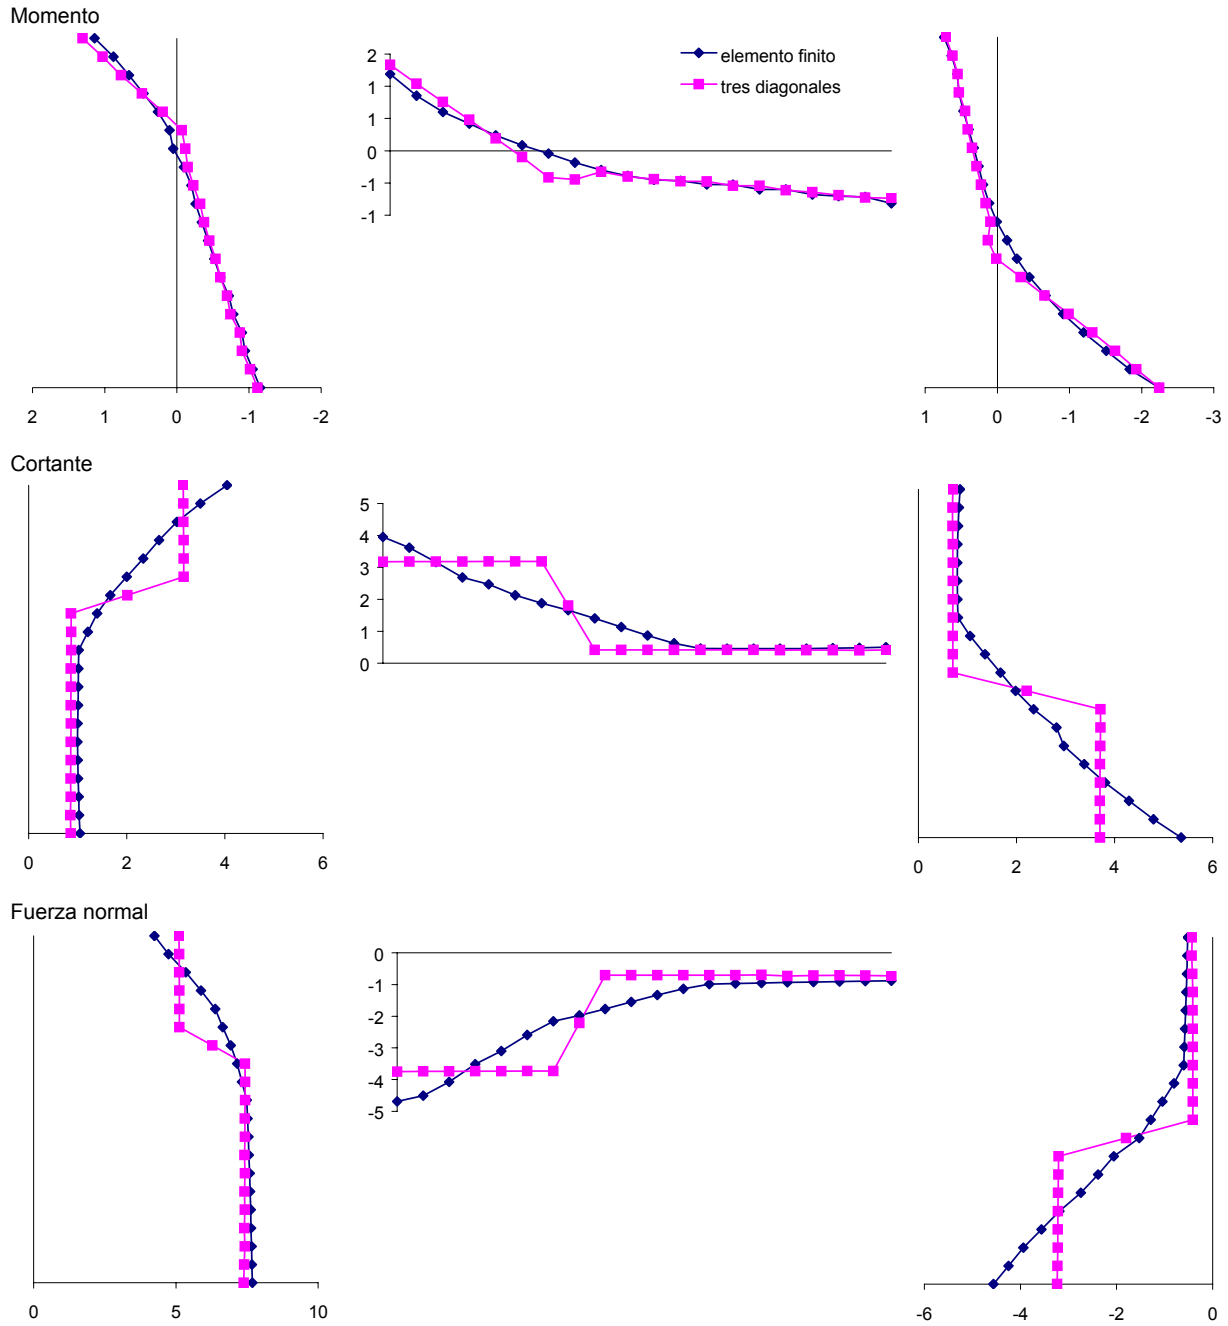 Momento
elemento finito
tres diagonales
2
1
1
0
-1
-1
2 1 0 -1 -2
1 0 -1 -2 -3
Cortante
5
4
3
2
1
0
0 2 4 6
0 2 4 6
Fuerza normal
0
-1
-2
-3
-4
-5
0 5 10
-6 -4 -2 0